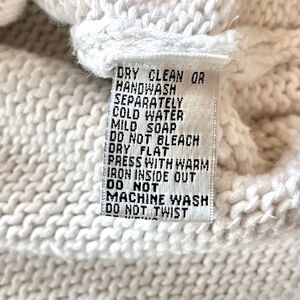 DRY CLEAN OR
HANDWASH
SEPARATELY
COLD WATER
MILD SOAP
DO NOT BLEACH
DRY FLAT
PRESS WITH WARM
IRON INSIDE OUT
DO NOT
MACHINE WASH
DO NOT TWIST